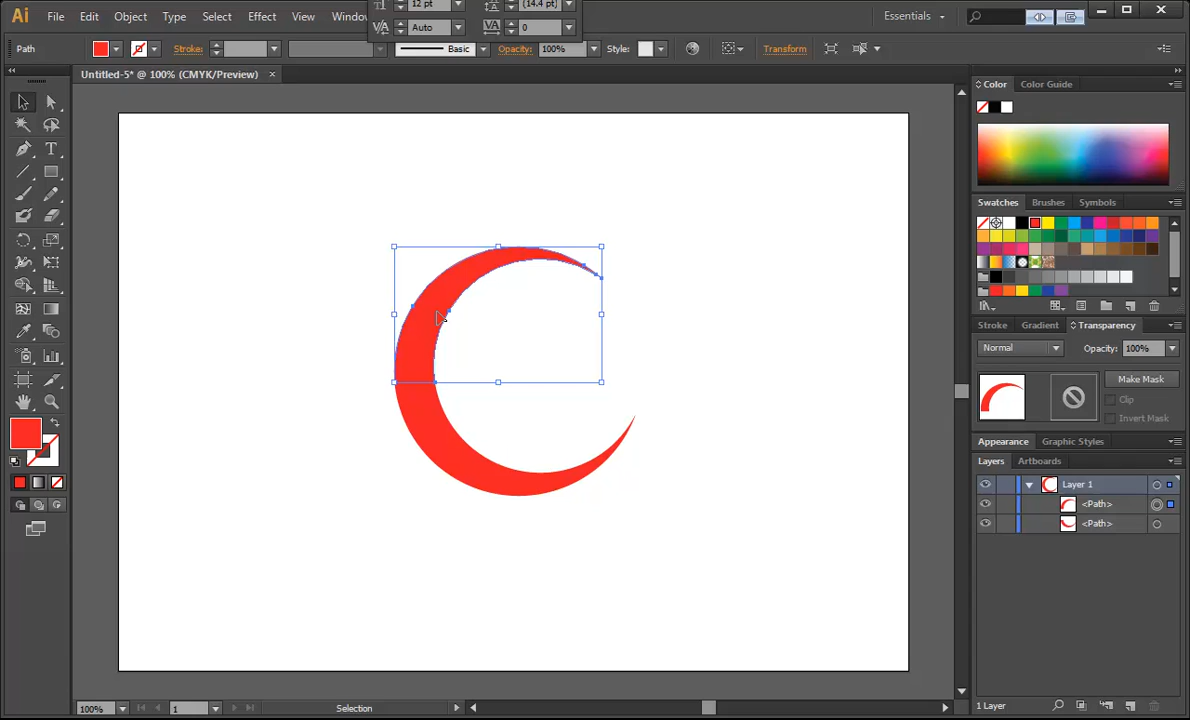 12 pt (14.4 pt)
Ai File Edit Object Type Select Effect View Window Essentials
Auto 0
Path Stroke: Basic Opacity: 100% Style: Transform
Untitled-5* @ 100% (CMYK/Preview) ×
Color Color Guide
Swatches Brushes Symbols
Stroke Gradient Transparency
Normal Opacity: 100%
Make Mask
Clip
Invert Mask
Appearance Graphic Styles
Layers Artboards
Layer 1
<Path>
<Path>
100% 1 Selection 1 Layer